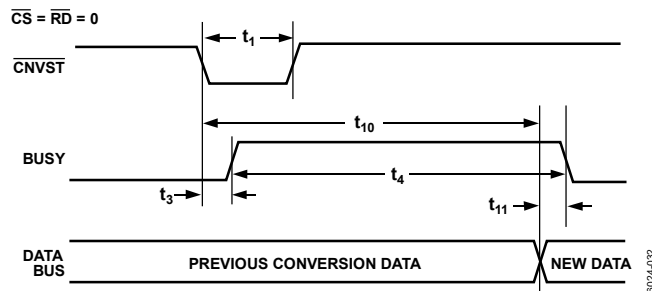 CS = RD = 0
t1
CNVST
t10
BUSY
t4
t3
t11
DATA
BUS
PREVIOUS CONVERSION DATA
NEW DATA